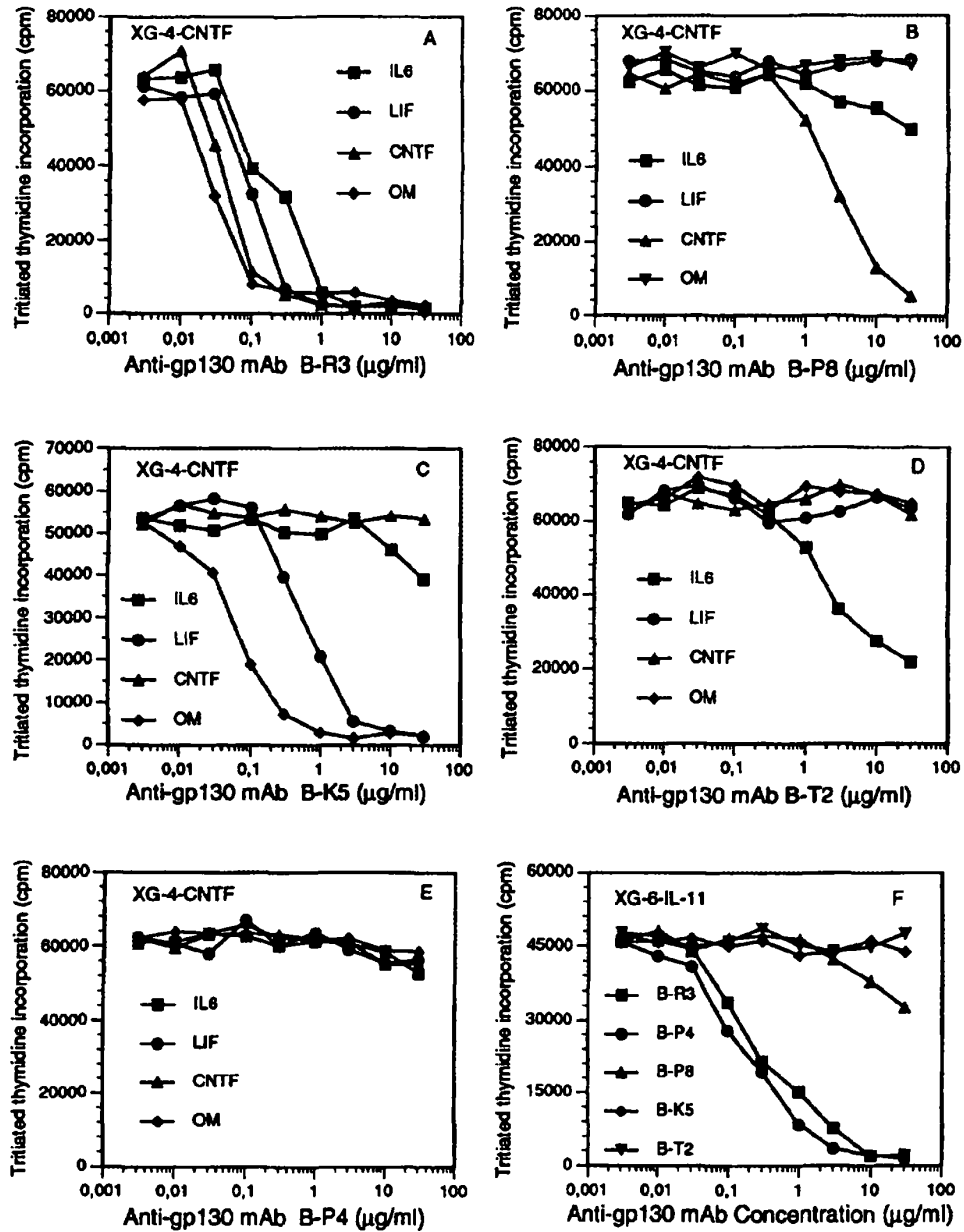 Tritiated thymidine incorporation (cpm)
80000
60000
40000
20000
0
XG-4-CNTF
A
IL6
LIF
CNTF
OM
0,001 0,01 0,1 1 10 100
Anti-gp130 mAb B-R3 (µg/ml)
Tritiated thymidine incorporation (cpm)
80000
60000
40000
20000
0
XG-4-CNTF
B
IL6
LIF
CNTF
OM
0,001 0,01 0,1 1 10 100
Anti-gp130 mAb B-P8 (µg/ml)
Tritiated thymidine incorporation (cpm)
70000
60000
50000
40000
30000
20000
10000
0
XG-4-CNTF
C
IL6
LIF
CNTF
OM
0,001 0,01 0,1 1 10 100
Anti-gp130 mAb B-K5 (µg/ml)
Tritiated thymidine incorporation (cpm)
80000
60000
40000
20000
0
XG-4-CNTF
D
IL6
LIF
CNTF
OM
0,001 0,01 0,1 1 10 100
Anti-gp130 mAb B-T2 (µg/ml)
Tritiated thymidine incorporation (cpm)
80000
60000
40000
20000
0
XG-4-CNTF
E
IL6
LIF
CNTF
OM
0,001 0,01 0,1 1 10 100
Anti-gp130 mAb B-P4 (µg/ml)
Tritiated thymidine incorporation (cpm)
60000
45000
30000
15000
0
XG-6-IL-11
F
B-R3
B-P4
B-P8
B-K5
B-T2
0,001 0,01 0,1 1 10 100
Anti-gp130 mAb Concentration (µg/ml)